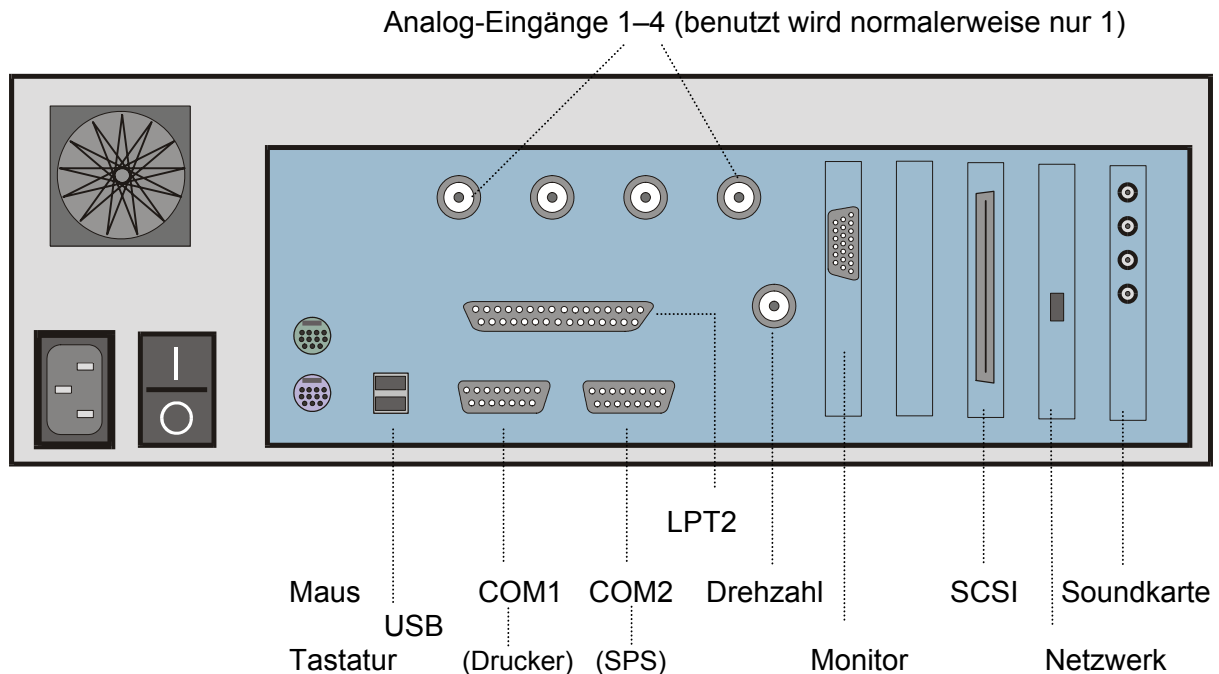 Analog-Eingänge 1–4 (benutzt wird normalerweise nur 1)
LPT2
Maus
COM1
COM2
Drehzahl
SCSI
Soundkarte
USB
Tastatur
(Drucker)
(SPS)
Monitor
Netzwerk